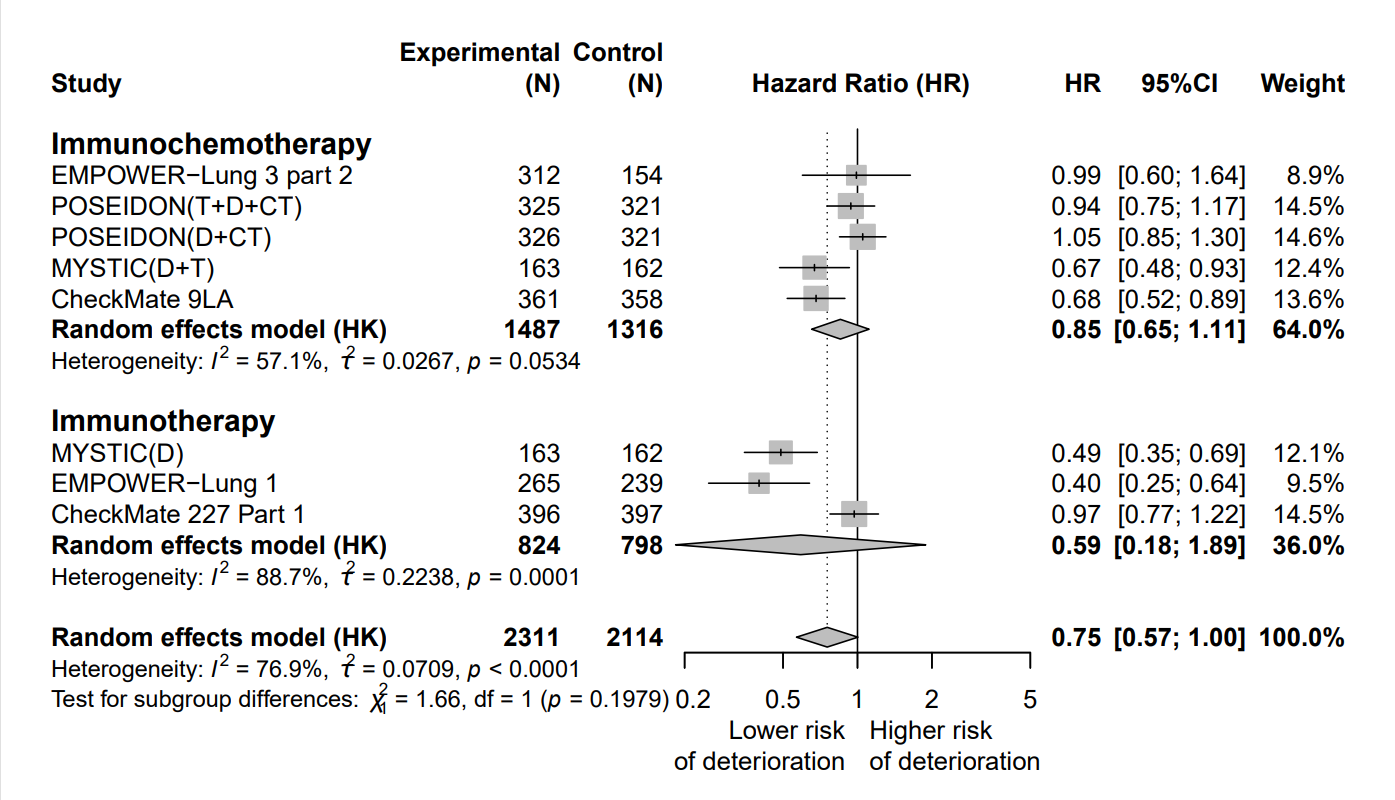 Experimental Control
Study (N) (N) Hazard Ratio (HR) HR 95%CI Weight
Immunochemotherapy
EMPOWER−Lung 3 part 2 312 154 0.99 [0.60; 1.64] 8.9%
POSEIDON(T+D+CT) 325 321 0.94 [0.75; 1.17] 14.5%
POSEIDON(D+CT) 326 321 1.05 [0.85; 1.30] 14.6%
MYSTIC(D+T) 163 162 0.67 [0.48; 0.93] 12.4%
CheckMate 9LA 361 358 0.68 [0.52; 0.89] 13.6%
Random effects model (HK) 1487 1316 0.85 [0.65; 1.11] 64.0%
Heterogeneity: I² = 57.1%, τ̂² = 0.0267, p = 0.0534
Immunotherapy
MYSTIC(D) 163 162 0.49 [0.35; 0.69] 12.1%
EMPOWER−Lung 1 265 239 0.40 [0.25; 0.64] 9.5%
CheckMate 227 Part 1 396 397 0.97 [0.77; 1.22] 14.5%
Random effects model (HK) 824 798 0.59 [0.18; 1.89] 36.0%
Heterogeneity: I² = 88.7%, τ̂² = 0.2238, p = 0.0001
Random effects model (HK) 2311 2114 0.75 [0.57; 1.00] 100.0%
Heterogeneity: I² = 76.9%, τ̂² = 0.0709, p < 0.0001
Test for subgroup differences: χ²₁ = 1.66, df = 1 (p = 0.1979) 0.2 0.5 1 2 5
Lower risk Higher risk
of deterioration of deterioration